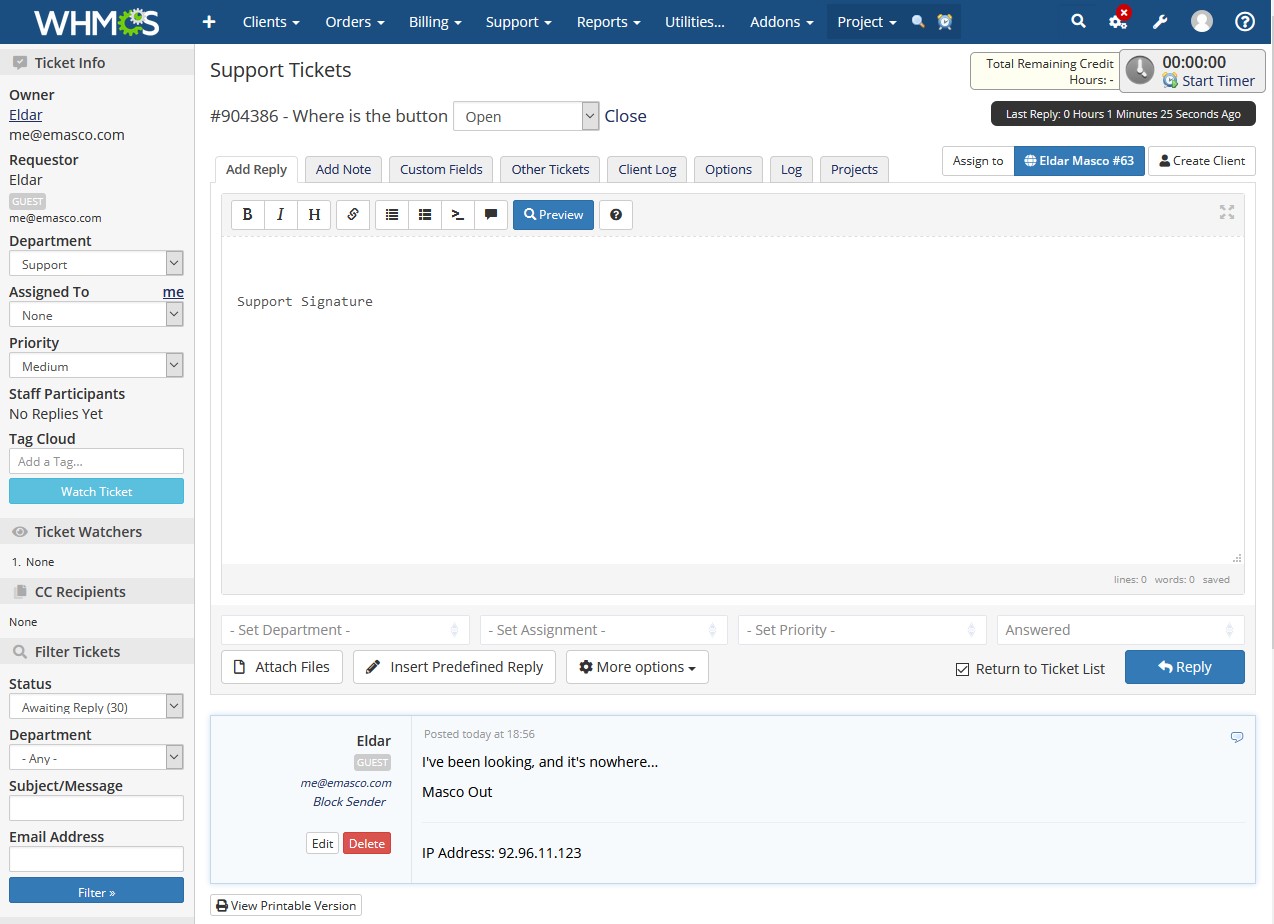 WHMCS
Clients
Orders
Billing
Support
Reports
Utilities...
Addons
Project
Ticket Info
Owner
Eldar
me@emasco.com
Requestor
Eldar
GUEST
me@emasco.com
Department
Support
Assigned To me
None
Priority
Medium
Staff Participants
No Replies Yet
Tag Cloud
Add a Tag...
Watch Ticket
Ticket Watchers
1. None
CC Recipients
None
Filter Tickets
Status
Awaiting Reply (30)
Department
- Any -
Subject/Message
Email Address
Filter »
Support Tickets
Total Remaining Credit
Hours: -
00:00:00
Start Timer
#904386 - Where is the button Open Close
Last Reply: 0 Hours 1 Minutes 25 Seconds Ago
Assign to Eldar Masco #63 Create Client
Add Reply Add Note Custom Fields Other Tickets Client Log Options Log Projects
B I H Preview
Support Signature
lines: 0 words: 0 saved
- Set Department - - Set Assignment - - Set Priority - Answered
Attach Files Insert Predefined Reply More options Return to Ticket List Reply
Eldar
GUEST
me@emasco.com
Block Sender
Edit Delete
Posted today at 18:56
I've been looking, and it's nowhere...
Masco Out
IP Address: 92.96.11.123
View Printable Version